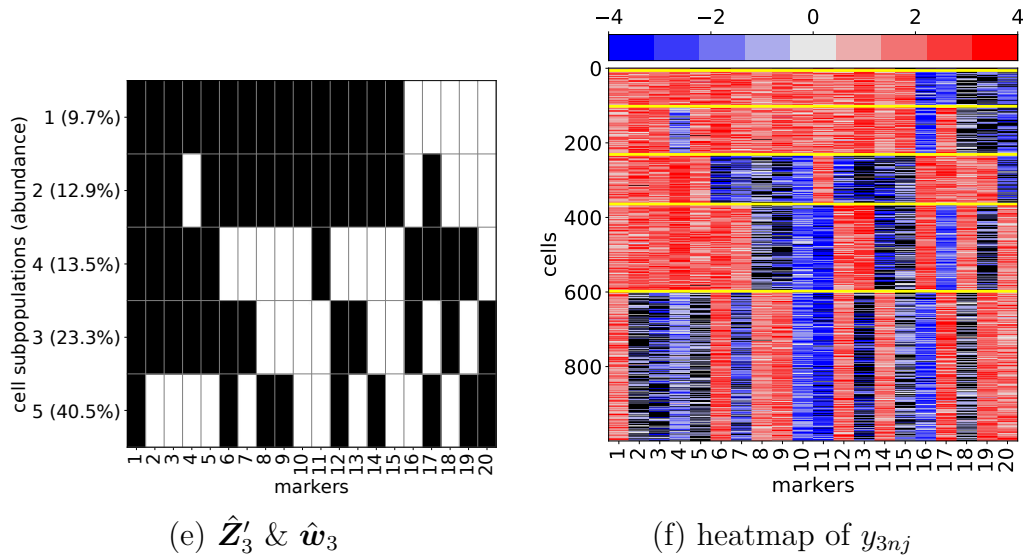 cell subpopulations (abundance)
1 (9.7%)
2 (12.9%)
4 (13.5%)
3 (23.3%)
5 (40.5%)
1 2 3 4 5 6 7 8 9 10 11 12 13 14 15 16 17 18 19 20
markers
(e) Ẑ′₃ & ŵ₃
−4 −2 0 2 4
cells
0
200
400
600
800
1 2 3 4 5 6 7 8 9 10 11 12 13 14 15 16 17 18 19 20
markers
(f) heatmap of y₃ₙⱼ